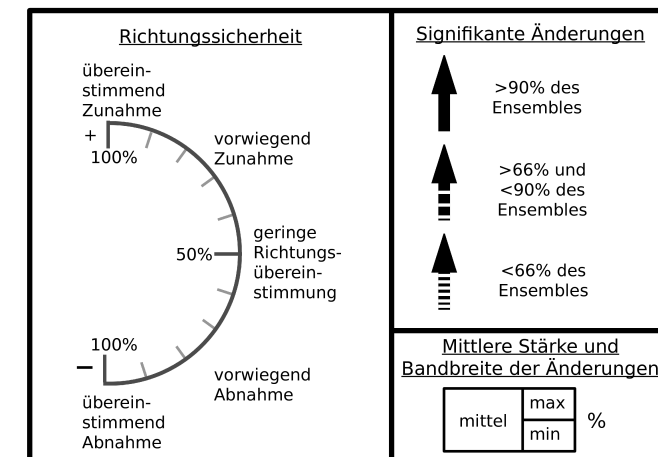 Richtungssicherheit
überein-
stimmend
Zunahme
+
100%
vorwiegend
Zunahme
50%
geringe
Richtungs-
überein-
stimmung
100%
−
vorwiegend
Abnahme
überein-
stimmend
Abnahme
Signifikante Änderungen
>90% des
Ensembles
>66% und
<90% des
Ensembles
<66% des
Ensembles
Mittlere Stärke und
Bandbreite der Änderungen
mittel
max
min
%